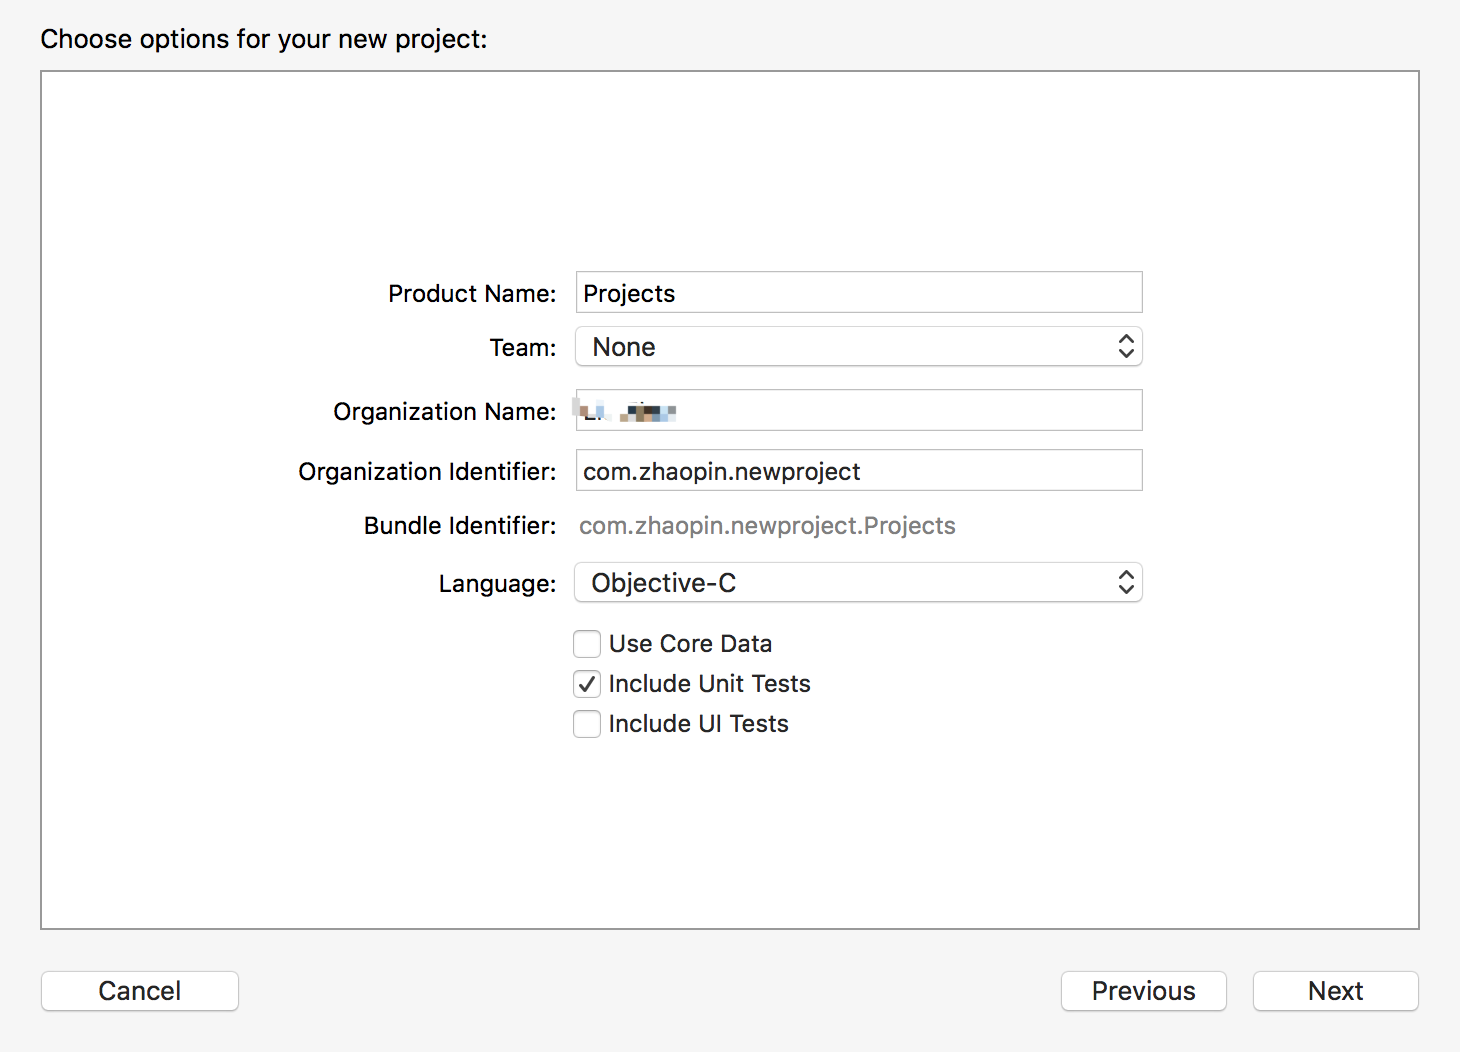 Choose options for your new project:
Product Name: Projects
Team: None
Organization Name:
Organization Identifier: com.zhaopin.newproject
Bundle Identifier: com.zhaopin.newproject.Projects
Language: Objective-C
Use Core Data
Include Unit Tests
Include UI Tests
Cancel Previous Next